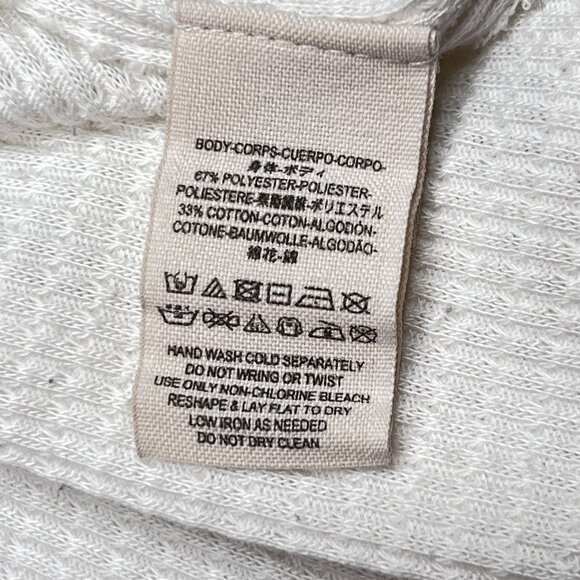 BODY-CORPS-CUERPO-CORPO-
身体-ボディ
67% POLYESTER-POLIESTER-
POLIESTERE-聚酯纖維-ポリエステル
33% COTTON-COTON-ALGODÓN-
COTONE-BAUMWOLLE-ALGODÃO-
棉花-綿
HAND WASH COLD SEPARATELY
DO NOT WRING OR TWIST
USE ONLY NON-CHLORINE BLEACH
RESHAPE & LAY FLAT TO DRY
LOW IRON AS NEEDED
DO NOT DRY CLEAN